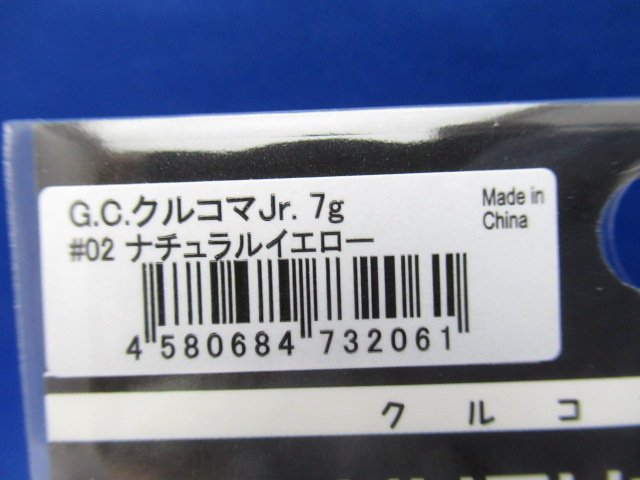 G.C.クルコマJr. 7g
Made in
China
#02 ナチュラルイエロー
4 580684 732061
クルコ